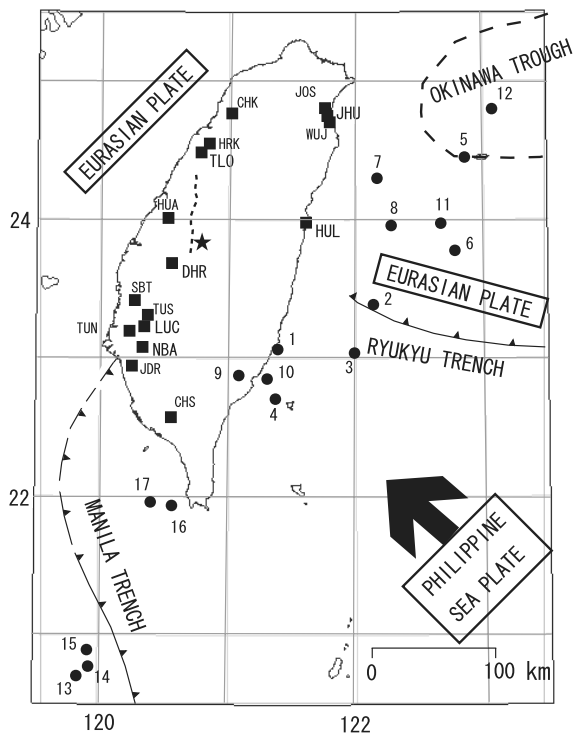 OKINAWA TROUGH
EURASIAN PLATE
JOS
12
CHK
JHU
WUJ
HRK
TLO
5
7
24
HUA
8
11
HUL
6
DHR
EURASIAN PLATE
SBT
TUS
2
TUN
LUC
NBA
1
RYUKYU TRENCH
JDR
9
10
3
CHS
4
17
22
16
MANILA TRENCH
PHILIPPINE
SEA PLATE
15
14
13
0
100 km
120
122